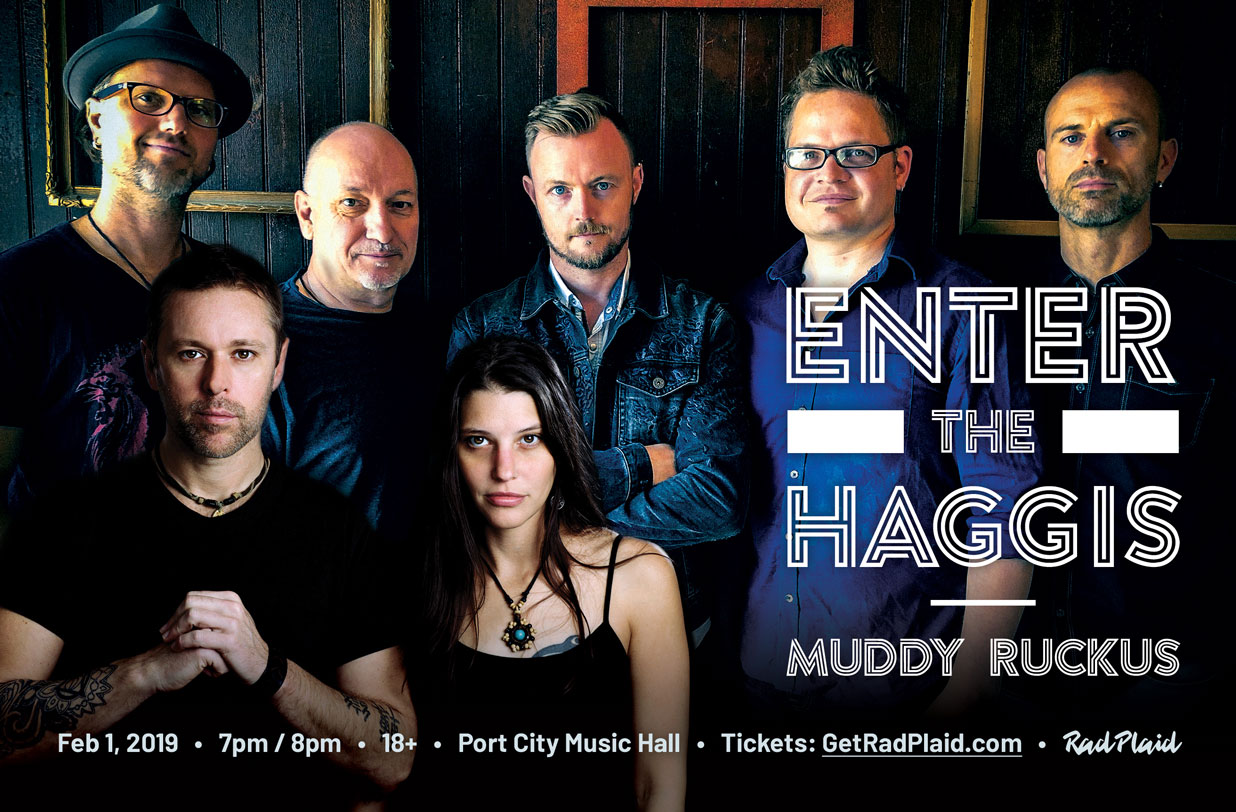 ENTER
THE
HAGGIS
MUDDY RUCKUS
Feb 1, 2019 • 7pm / 8pm • 18+ • Port City Music Hall • Tickets: GetRadPlaid.com • RadPlaid